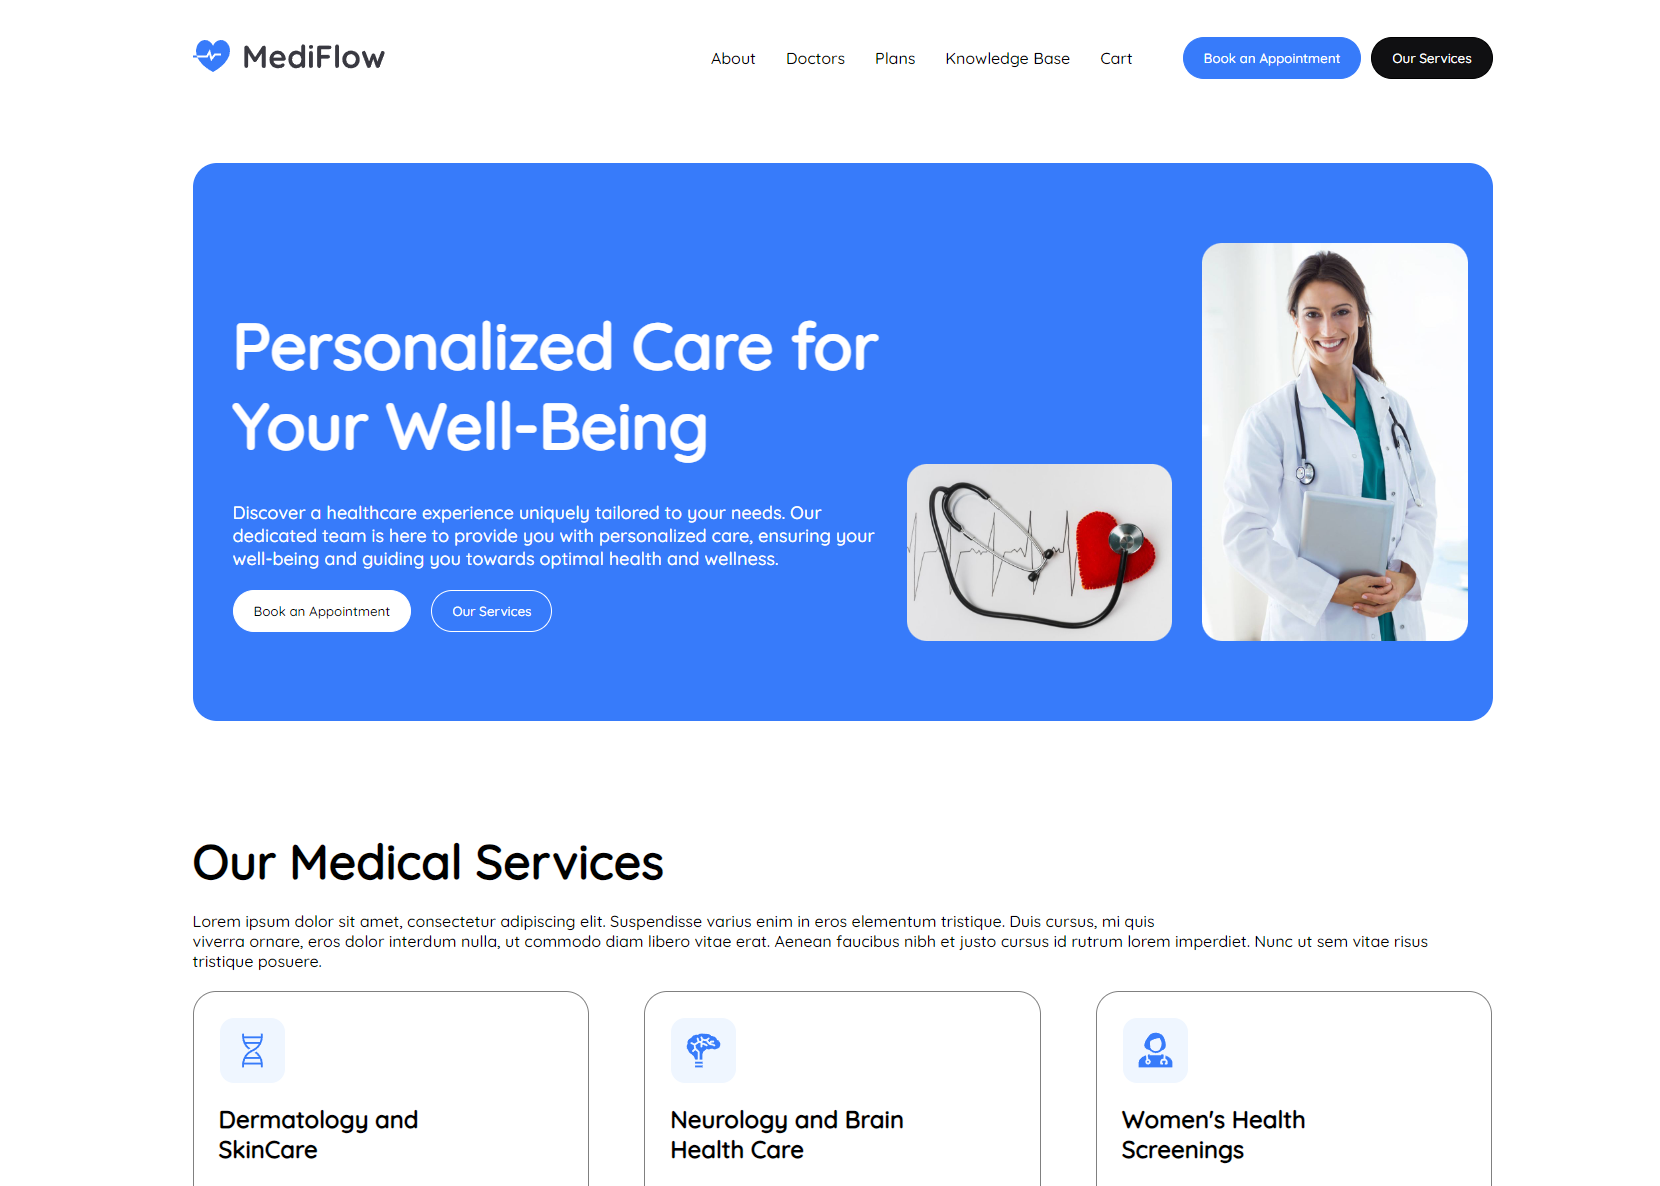 MediFlow
About
Doctors
Plans
Knowledge Base
Cart
Book an Appointment
Our Services
Personalized Care for
Your Well-Being
Discover a healthcare experience uniquely tailored to your needs. Our
dedicated team is here to provide you with personalized care, ensuring your
well-being and guiding you towards optimal health and wellness.
Book an Appointment
Our Services
Our Medical Services
Lorem ipsum dolor sit amet, consectetur adipiscing elit. Suspendisse varius enim in eros elementum tristique. Duis cursus, mi quis
viverra ornare, eros dolor interdum nulla, ut commodo diam libero vitae erat. Aenean faucibus nibh et justo cursus id rutrum lorem imperdiet. Nunc ut sem vitae risus
tristique posuere.
Dermatology and
SkinCare
Neurology and Brain
Health Care
Women's Health
Screenings